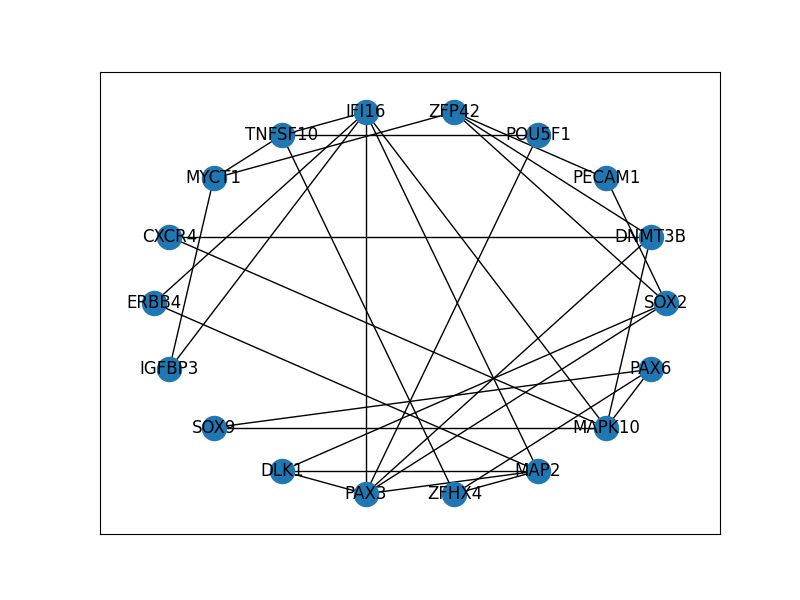 IFI16 ZFP42
TNFSF10 POU5F1
MYCT1 PECAM1
CXCR4 DNMT3B
ERBB4 SOX2
IGFBP3 PAX6
SOX9 MAPK10
DLK1 MAP2
PAX3 ZFHX4